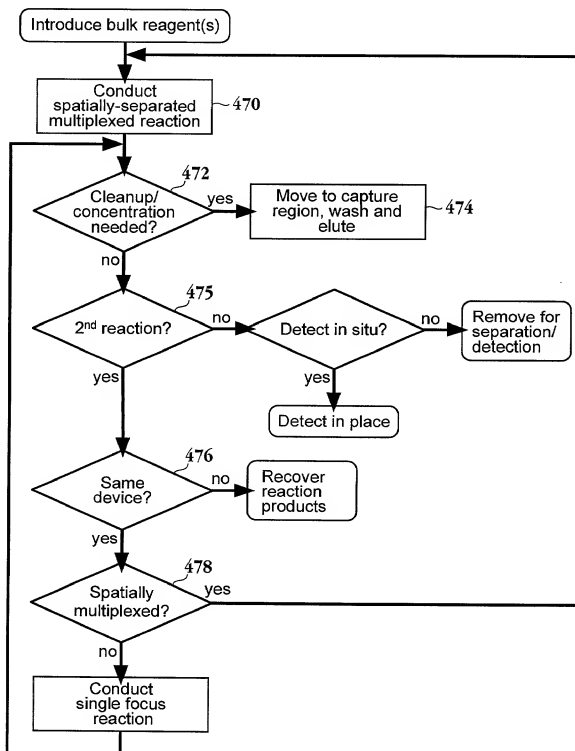 Introduce bulk reagent(s)
Conduct
spatially-separated
multiplexed reaction
470
472
Cleanup/
concentration
needed?
yes
Move to capture
region, wash and
elute
474
no
475
2nd reaction?
no
Detect in situ?
no
Remove for
separation/
detection
yes
yes
Detect in place
476
Same
device?
no
Recover
reaction
products
yes
478
Spatially
multiplexed?
yes
no
Conduct
single focus
reaction